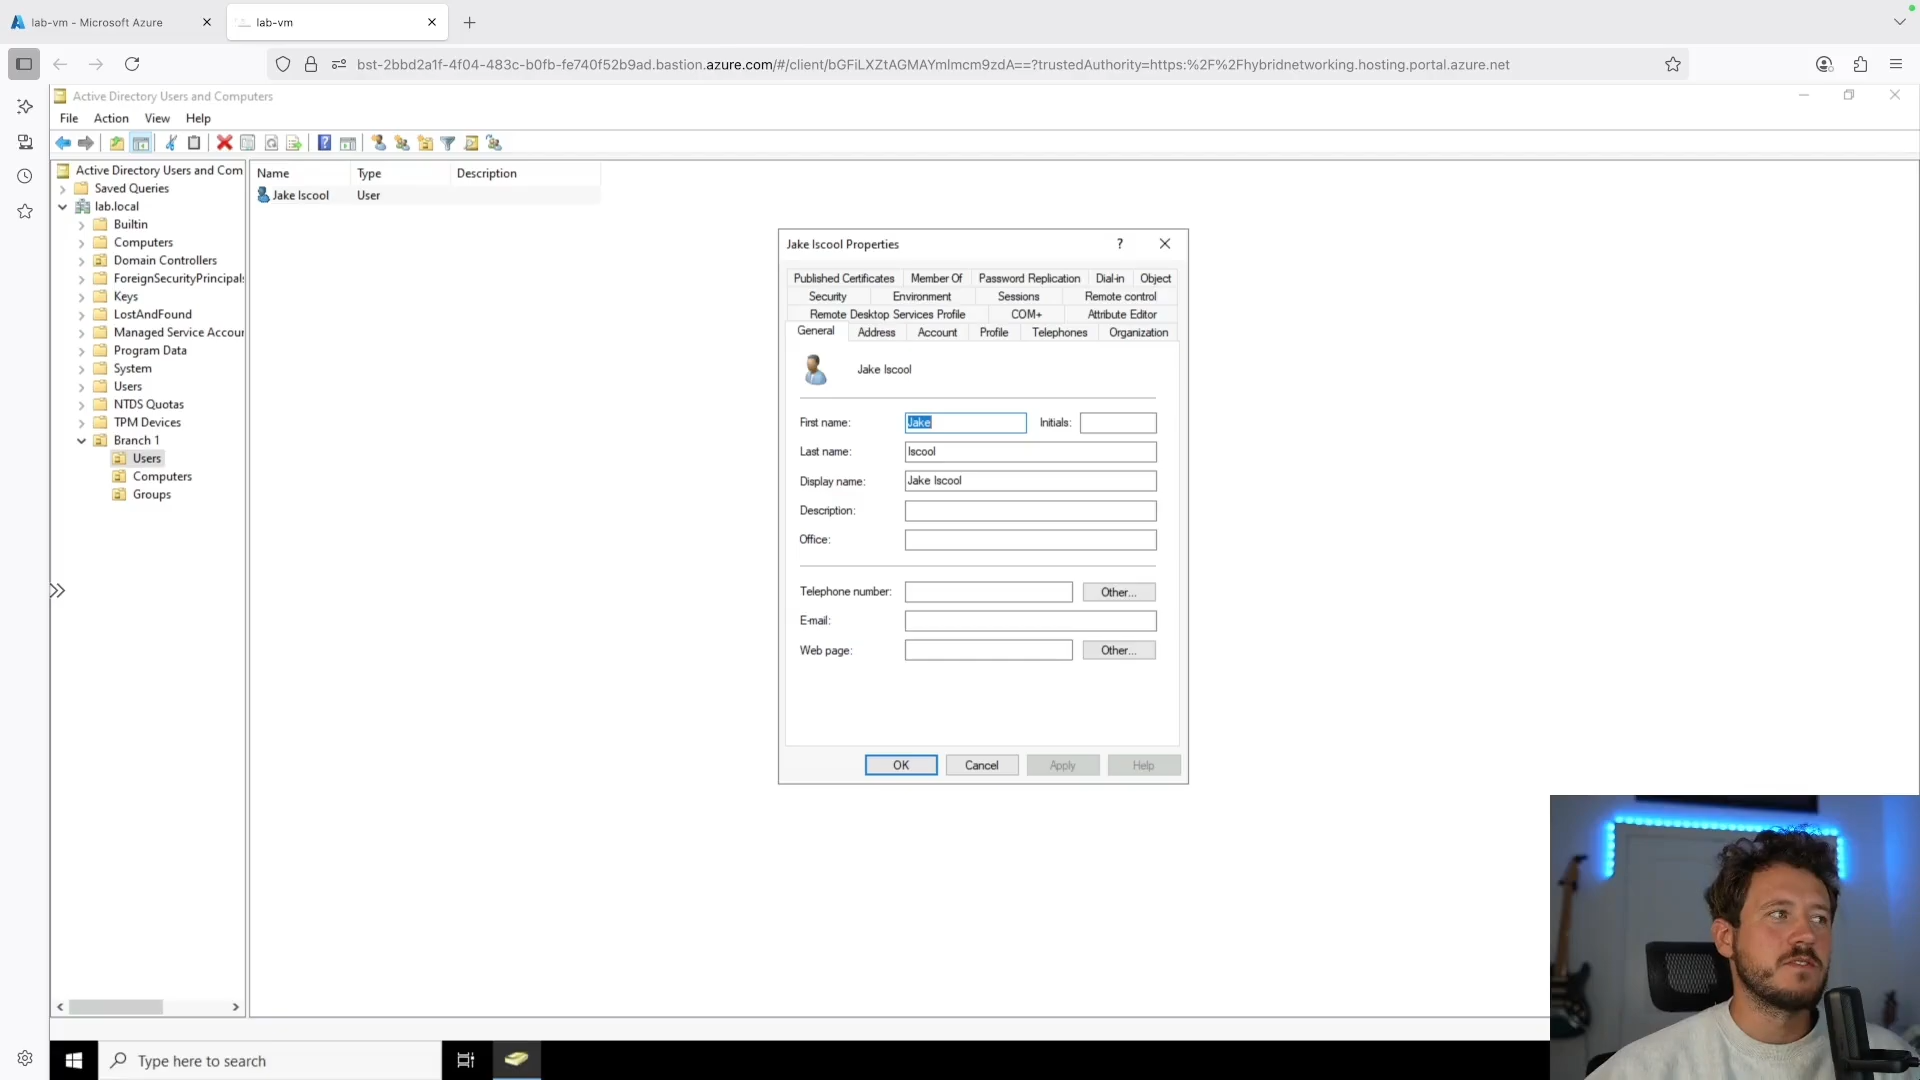 lab-vm - Microsoft Azure
lab-vm
bst-2bbd2a1f-4f04-483c-b0fb-fe740f52b9ad.bastion.azure.com/#/client/bGFiLXZtAGMAYmlmcm9zdA==?trustedAuthority=https:%2F%2Fhybridnetworking.hosting.portal.azure.net
Active Directory Users and Computers
File Action View Help
Active Directory Users and Com
Saved Queries
lab.local
Builtin
Computers
Domain Controllers
ForeignSecurityPrincipals
Keys
LostAndFound
Managed Service Accour
Program Data
System
Users
NTDS Quotas
TPM Devices
Branch 1
Users
Computers
Groups
Name Type Description
Jake Iscool User
Jake Iscool Properties ?
Published Certificates Member Of Password Replication Dial-in Object
Security Environment Sessions Remote control
Remote Desktop Services Profile COM+ Attribute Editor
General Address Account Profile Telephones Organization
Jake Iscool
First name: Jake Initials:
Last name: Iscool
Display name: Jake Iscool
Description:
Office:
Telephone number: Other...
E-mail:
Web page: Other...
OK Cancel Apply Help
Type here to search